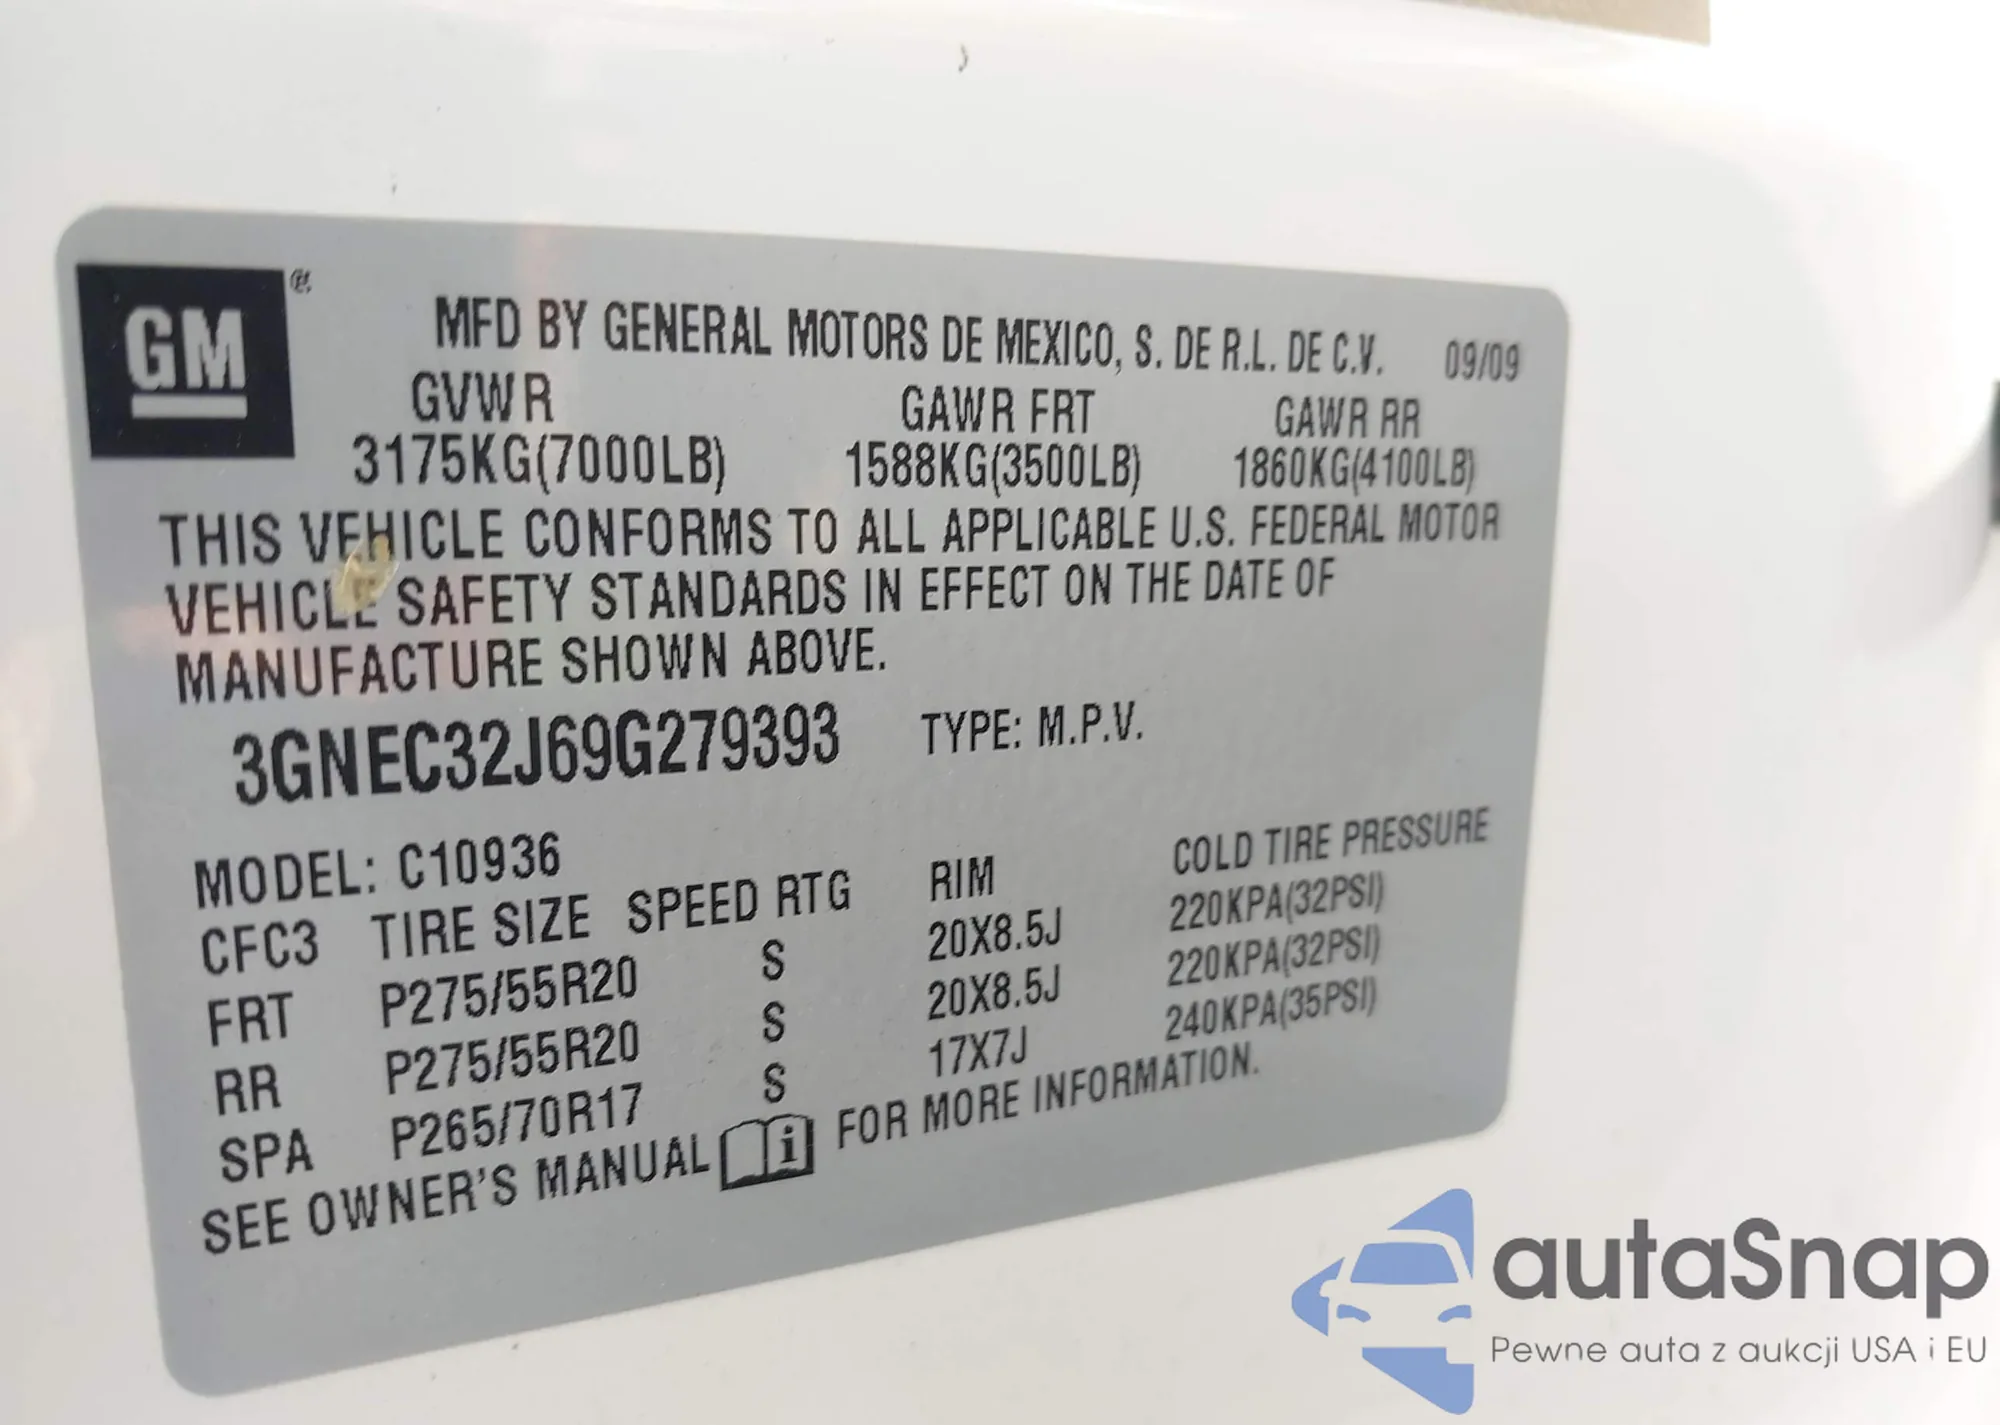 GM®
MFD BY GENERAL MOTORS DE MEXICO, S. DE R.L. DE C.V. 09/09
GVWR GAWR FRT GAWR RR
3175KG(7000LB) 1588KG(3500LB) 1860KG(4100LB)
THIS VEHICLE CONFORMS TO ALL APPLICABLE U.S. FEDERAL MOTOR
VEHICLE SAFETY STANDARDS IN EFFECT ON THE DATE OF
MANUFACTURE SHOWN ABOVE.
3GNEC32J69G279393 TYPE: M.P.V.
MODEL: C10936
CFC3 TIRE SIZE SPEED RTG RIM COLD TIRE PRESSURE
FRT P275/55R20 S 20X8.5J 220KPA(32PSI)
RR P275/55R20 S 20X8.5J 220KPA(32PSI)
SPA P265/70R17 S 17X7J 240KPA(35PSI)
SEE OWNER'S MANUAL i FOR MORE INFORMATION.
autaSnap
Pewne auta z aukcji USA i EU